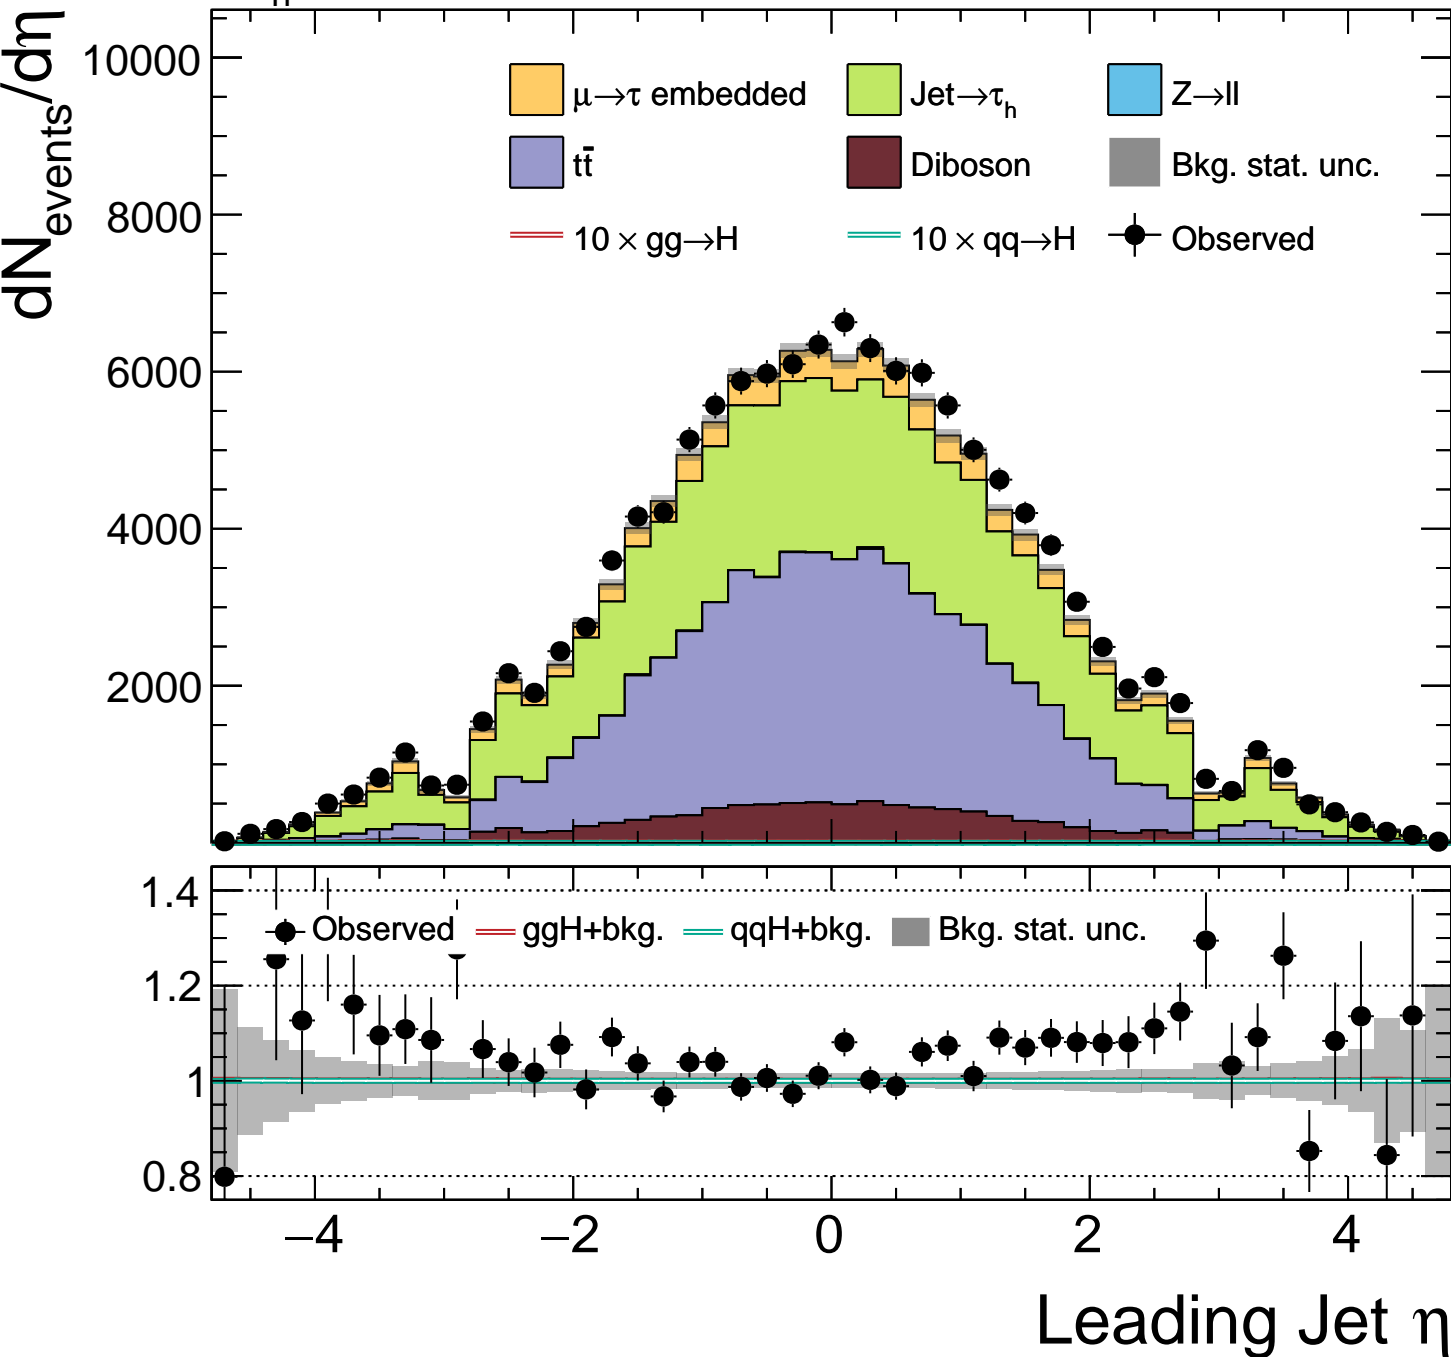 dN_events/dη
10000
8000
6000
4000
2000
μ→τ embedded
Jet→τ_h
Z→ll
tt̄
Diboson
Bkg. stat. unc.
10 × gg→H
10 × qq→H
Observed
1.4
1.2
1
0.8
Observed
ggH+bkg.
qqH+bkg.
Bkg. stat. unc.
−4
−2
0
2
4
Leading Jet η